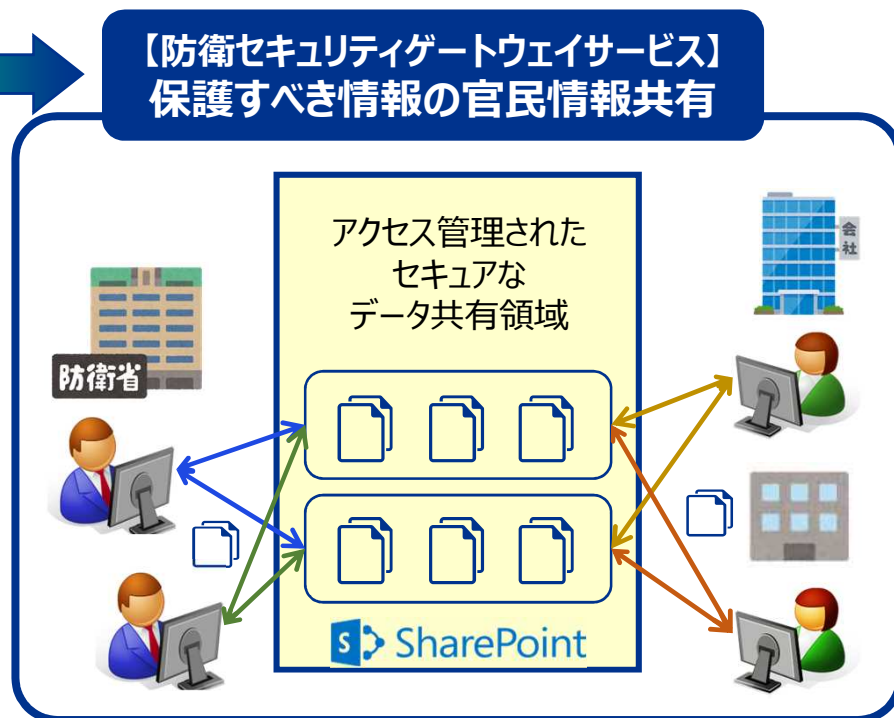 【防衛セキュリティゲートウェイサービス】
保護すべき情報の官民情報共有
アクセス管理された
セキュアな
データ共有領域
会社
防衛省
S SharePoint